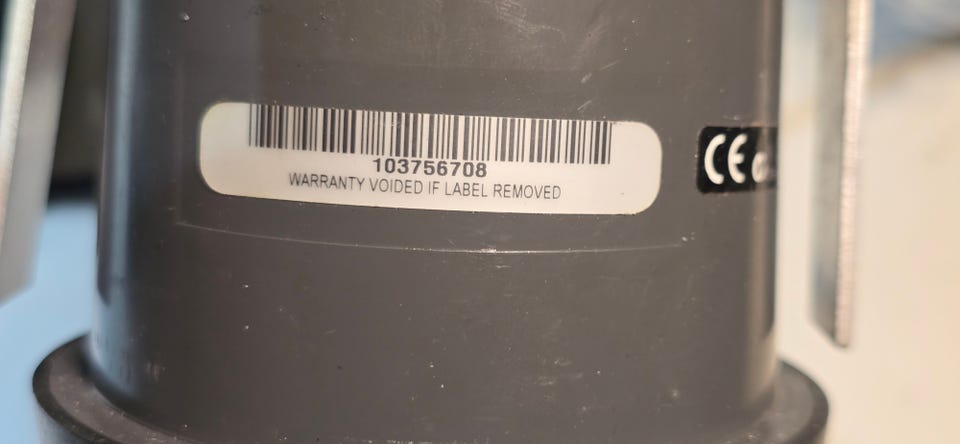 103756708
WARRANTY VOIDED IF LABEL REMOVED
CE